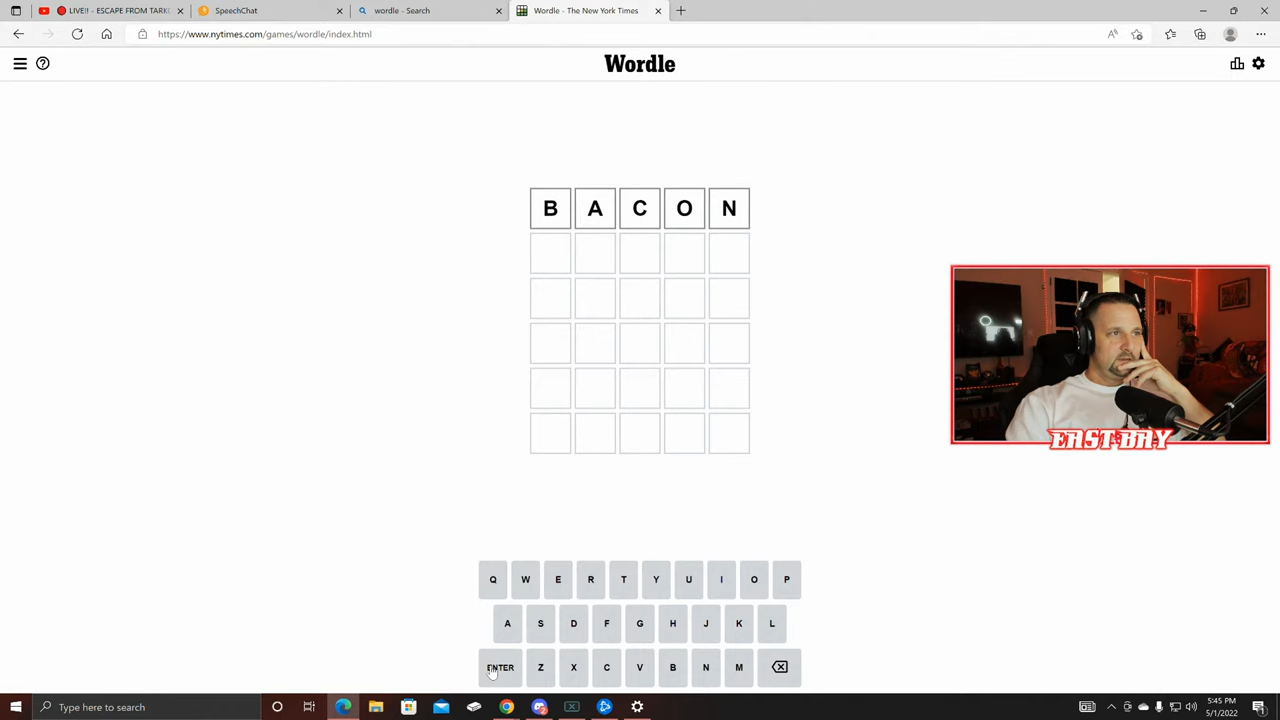 LIVE!! - ESCAPE FROM TARK
SpeechChat
wordle - Search
Wordle - The New York Times
https://www.nytimes.com/games/wordle/index.html
Wordle
B A C O N
EAST BAY
Q W E R T Y U I O P
A S D F G H J K L
ENTER Z X C V B N M
Type here to search
5:45 PM
5/1/2022